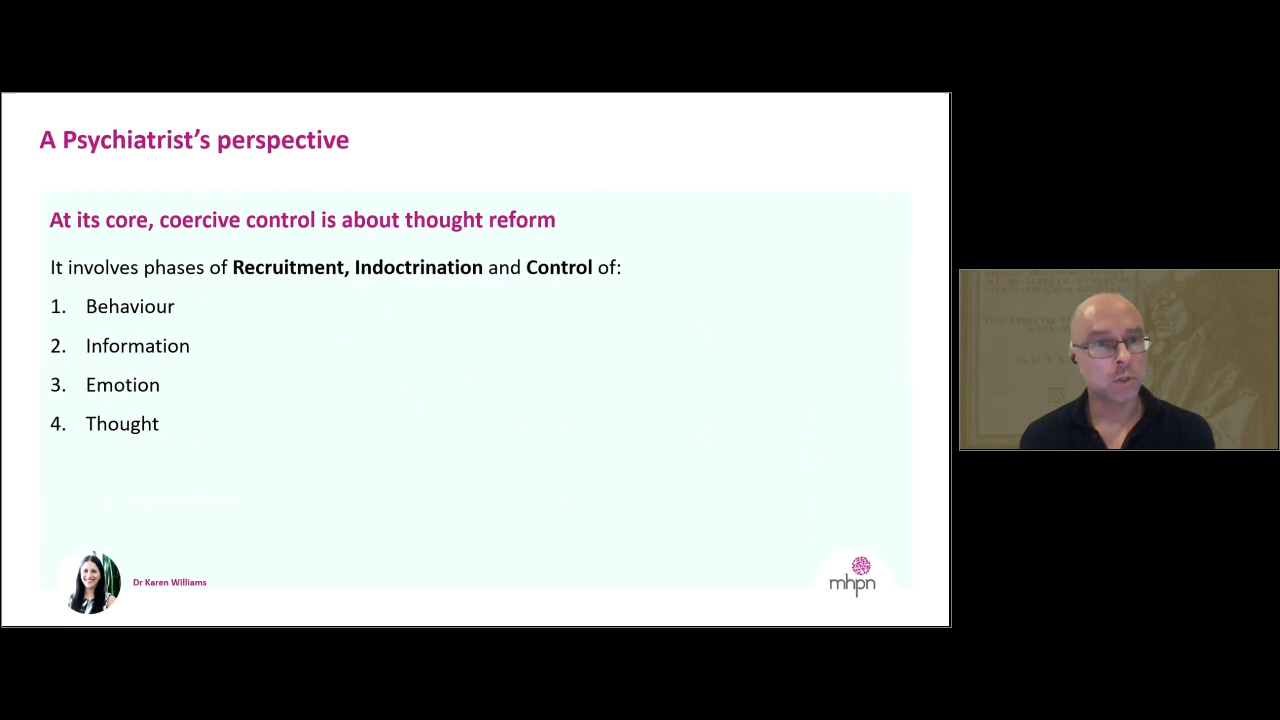 A Psychiatrist's perspective
At its core, coercive control is about thought reform
It involves phases of Recruitment, Indoctrination and Control of:
1. Behaviour
2. Information
3. Emotion
4. Thought
Dr Karen Williams
mhpn